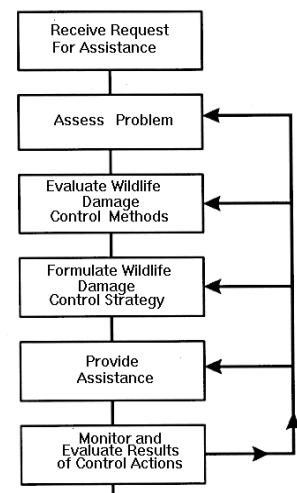 Receive Request
For Assistance
Assess Problem
Evaluate Wildlife
Damage
Control Methods
Formulate Wildlife
Damage
Control Strategy
Provide
Assistance
Monitor and
Evaluate Results
of Control Actions